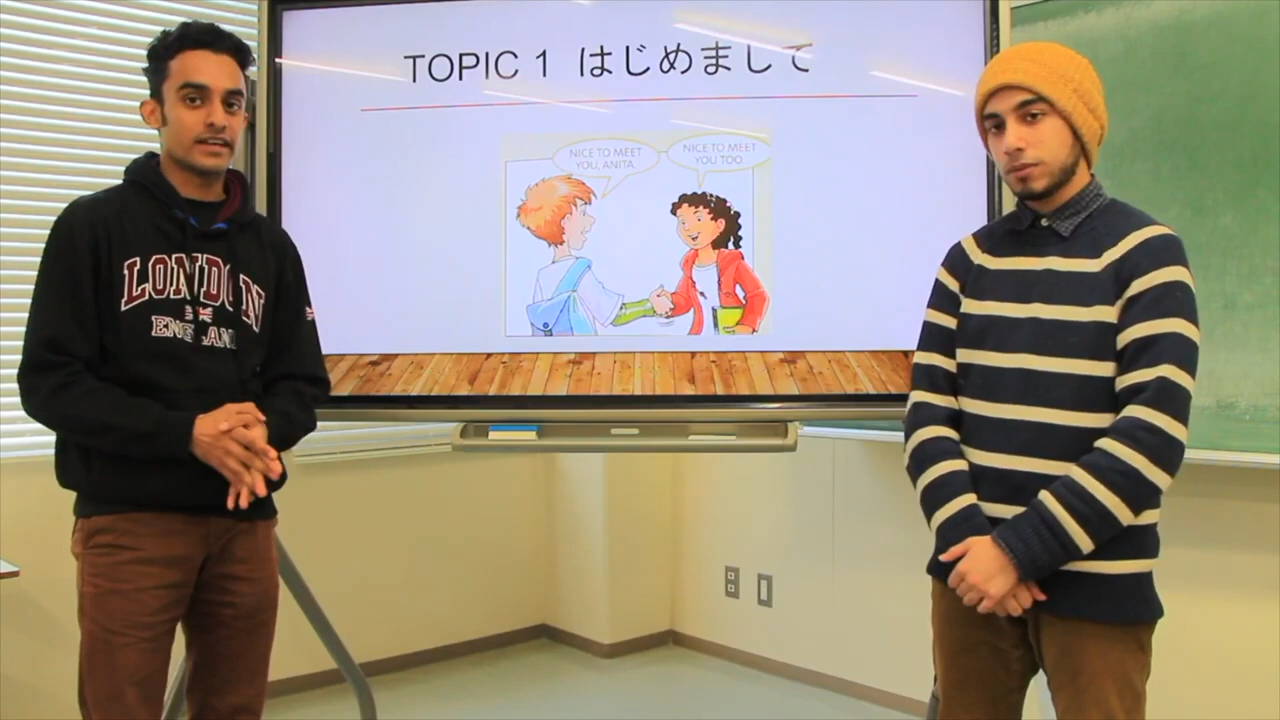 TOPIC 1 はじめまして
NICE TO MEET
YOU, ANITA.
NICE TO MEET
YOU TOO.
LONDON
ENGLAND